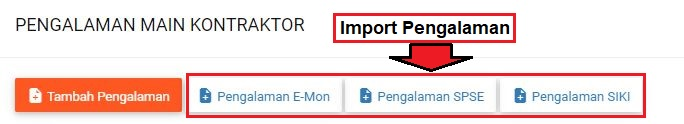 PENGALAMAN MAIN KONTRAKTOR
Import Pengalaman
Tambah Pengalaman
Pengalaman E-Mon
Pengalaman SPSE
Pengalaman SIKI